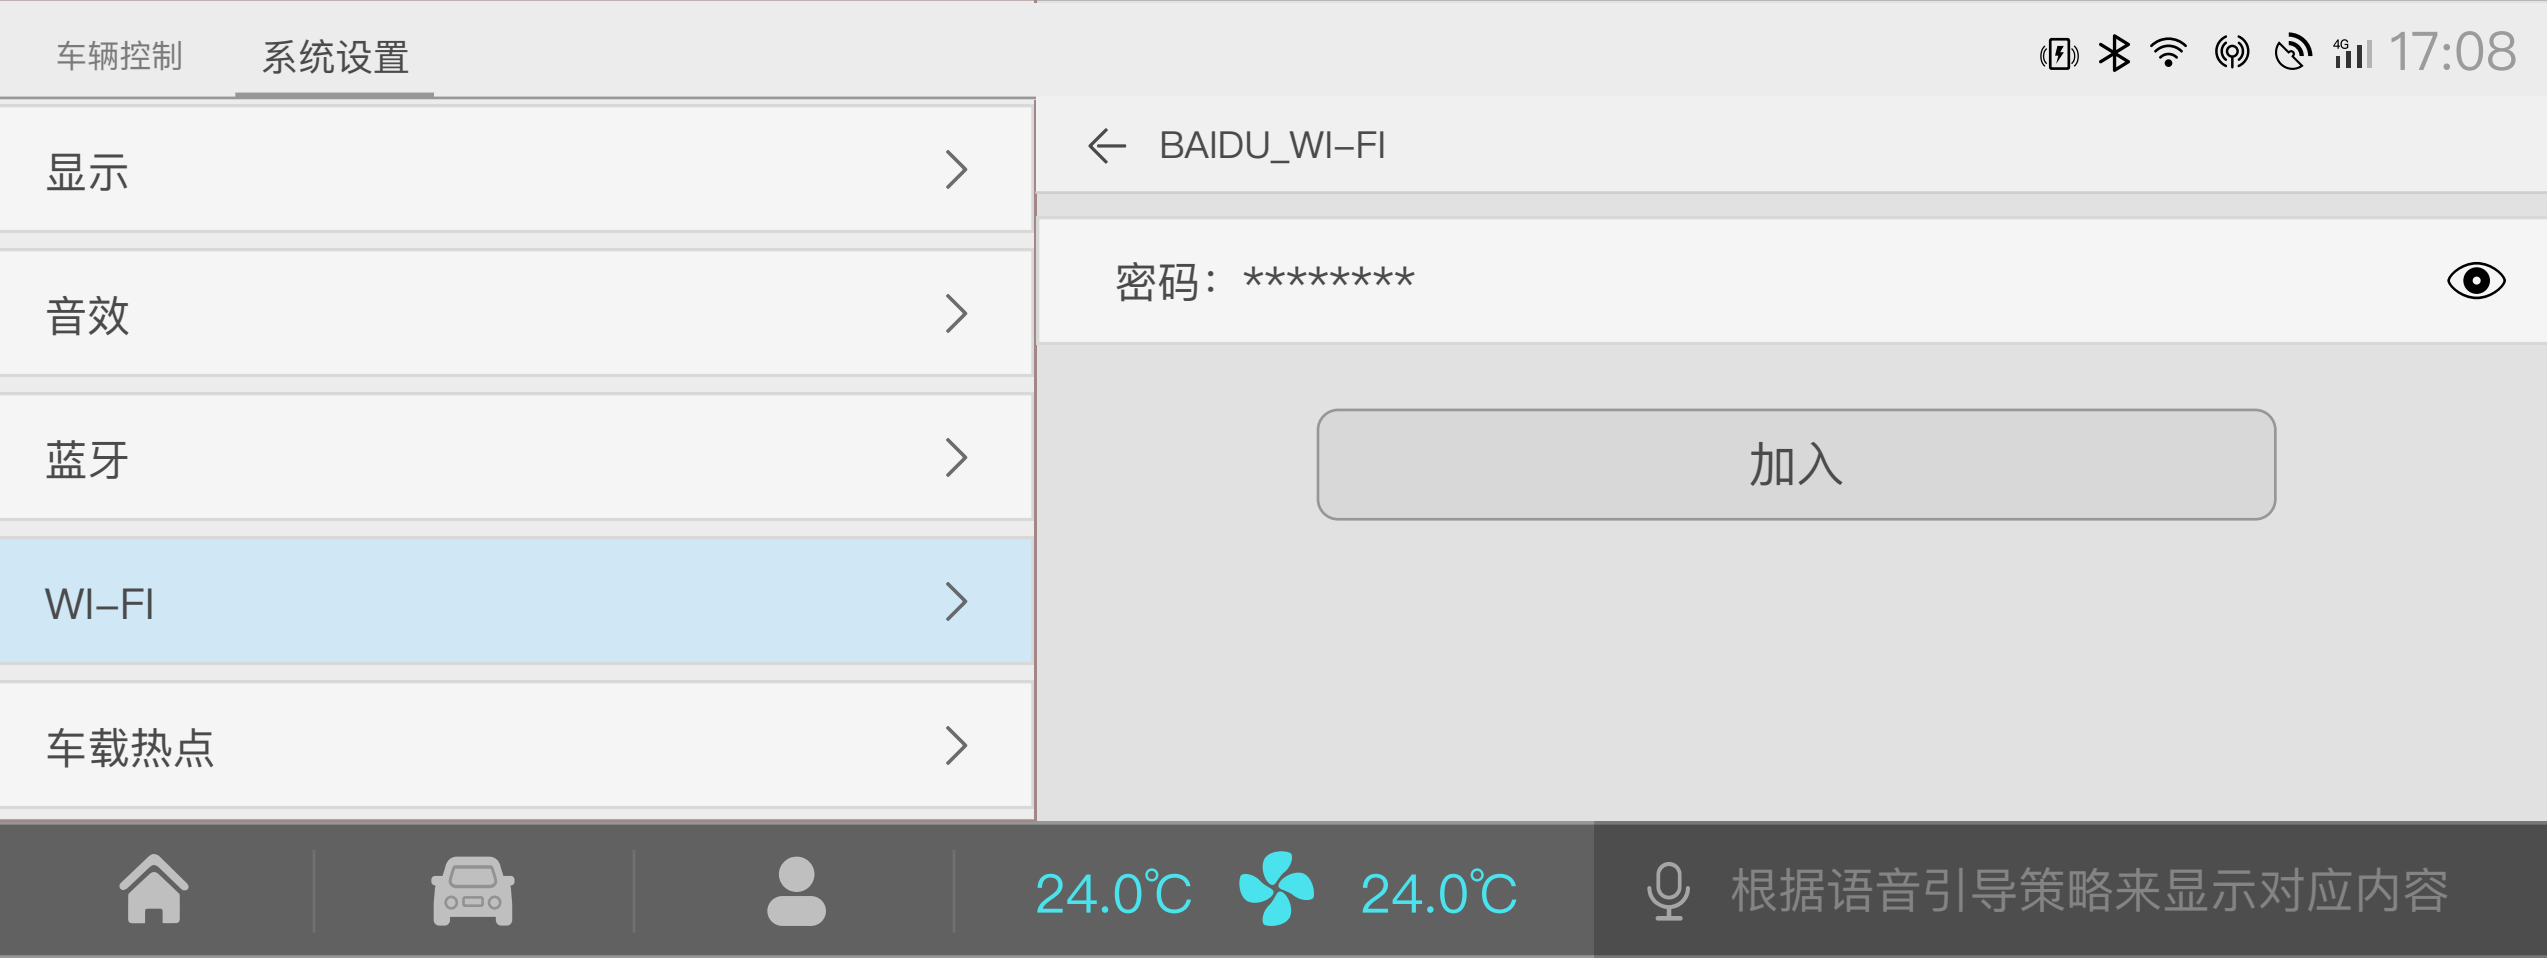 车辆控制 系统设置
4G 17:08
BAIDU_WI-FI
显示
密码：********
音效
加入
蓝牙
WI-FI
车载热点
24.0℃ 24.0℃
根据语音引导策略来显示对应内容